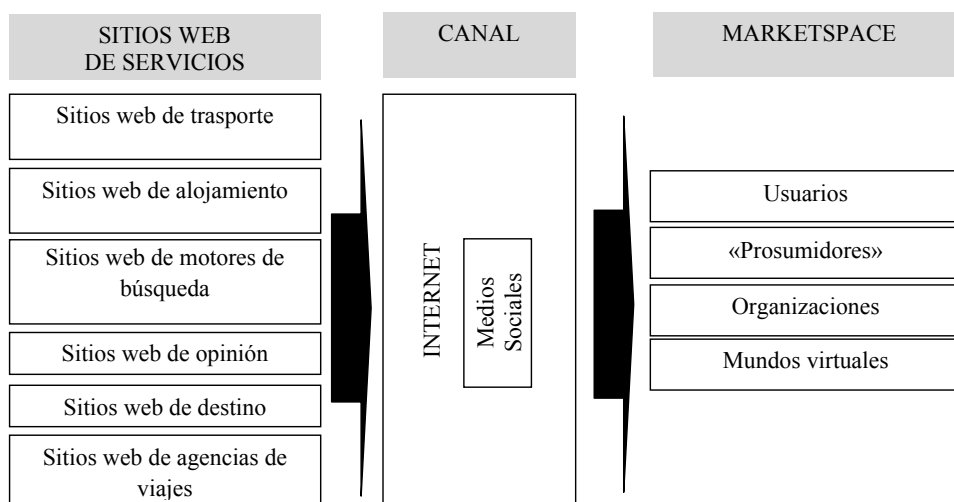 SITIOS WEB
DE SERVICIOS
Sitios web de trasporte
Sitios web de alojamiento
Sitios web de motores de
búsqueda
Sitios web de opinión
Sitios web de destino
Sitios web de agencias de
viajes
CANAL
INTERNET
Medios
Sociales
MARKETSPACE
Usuarios
«Prosumidores»
Organizaciones
Mundos virtuales